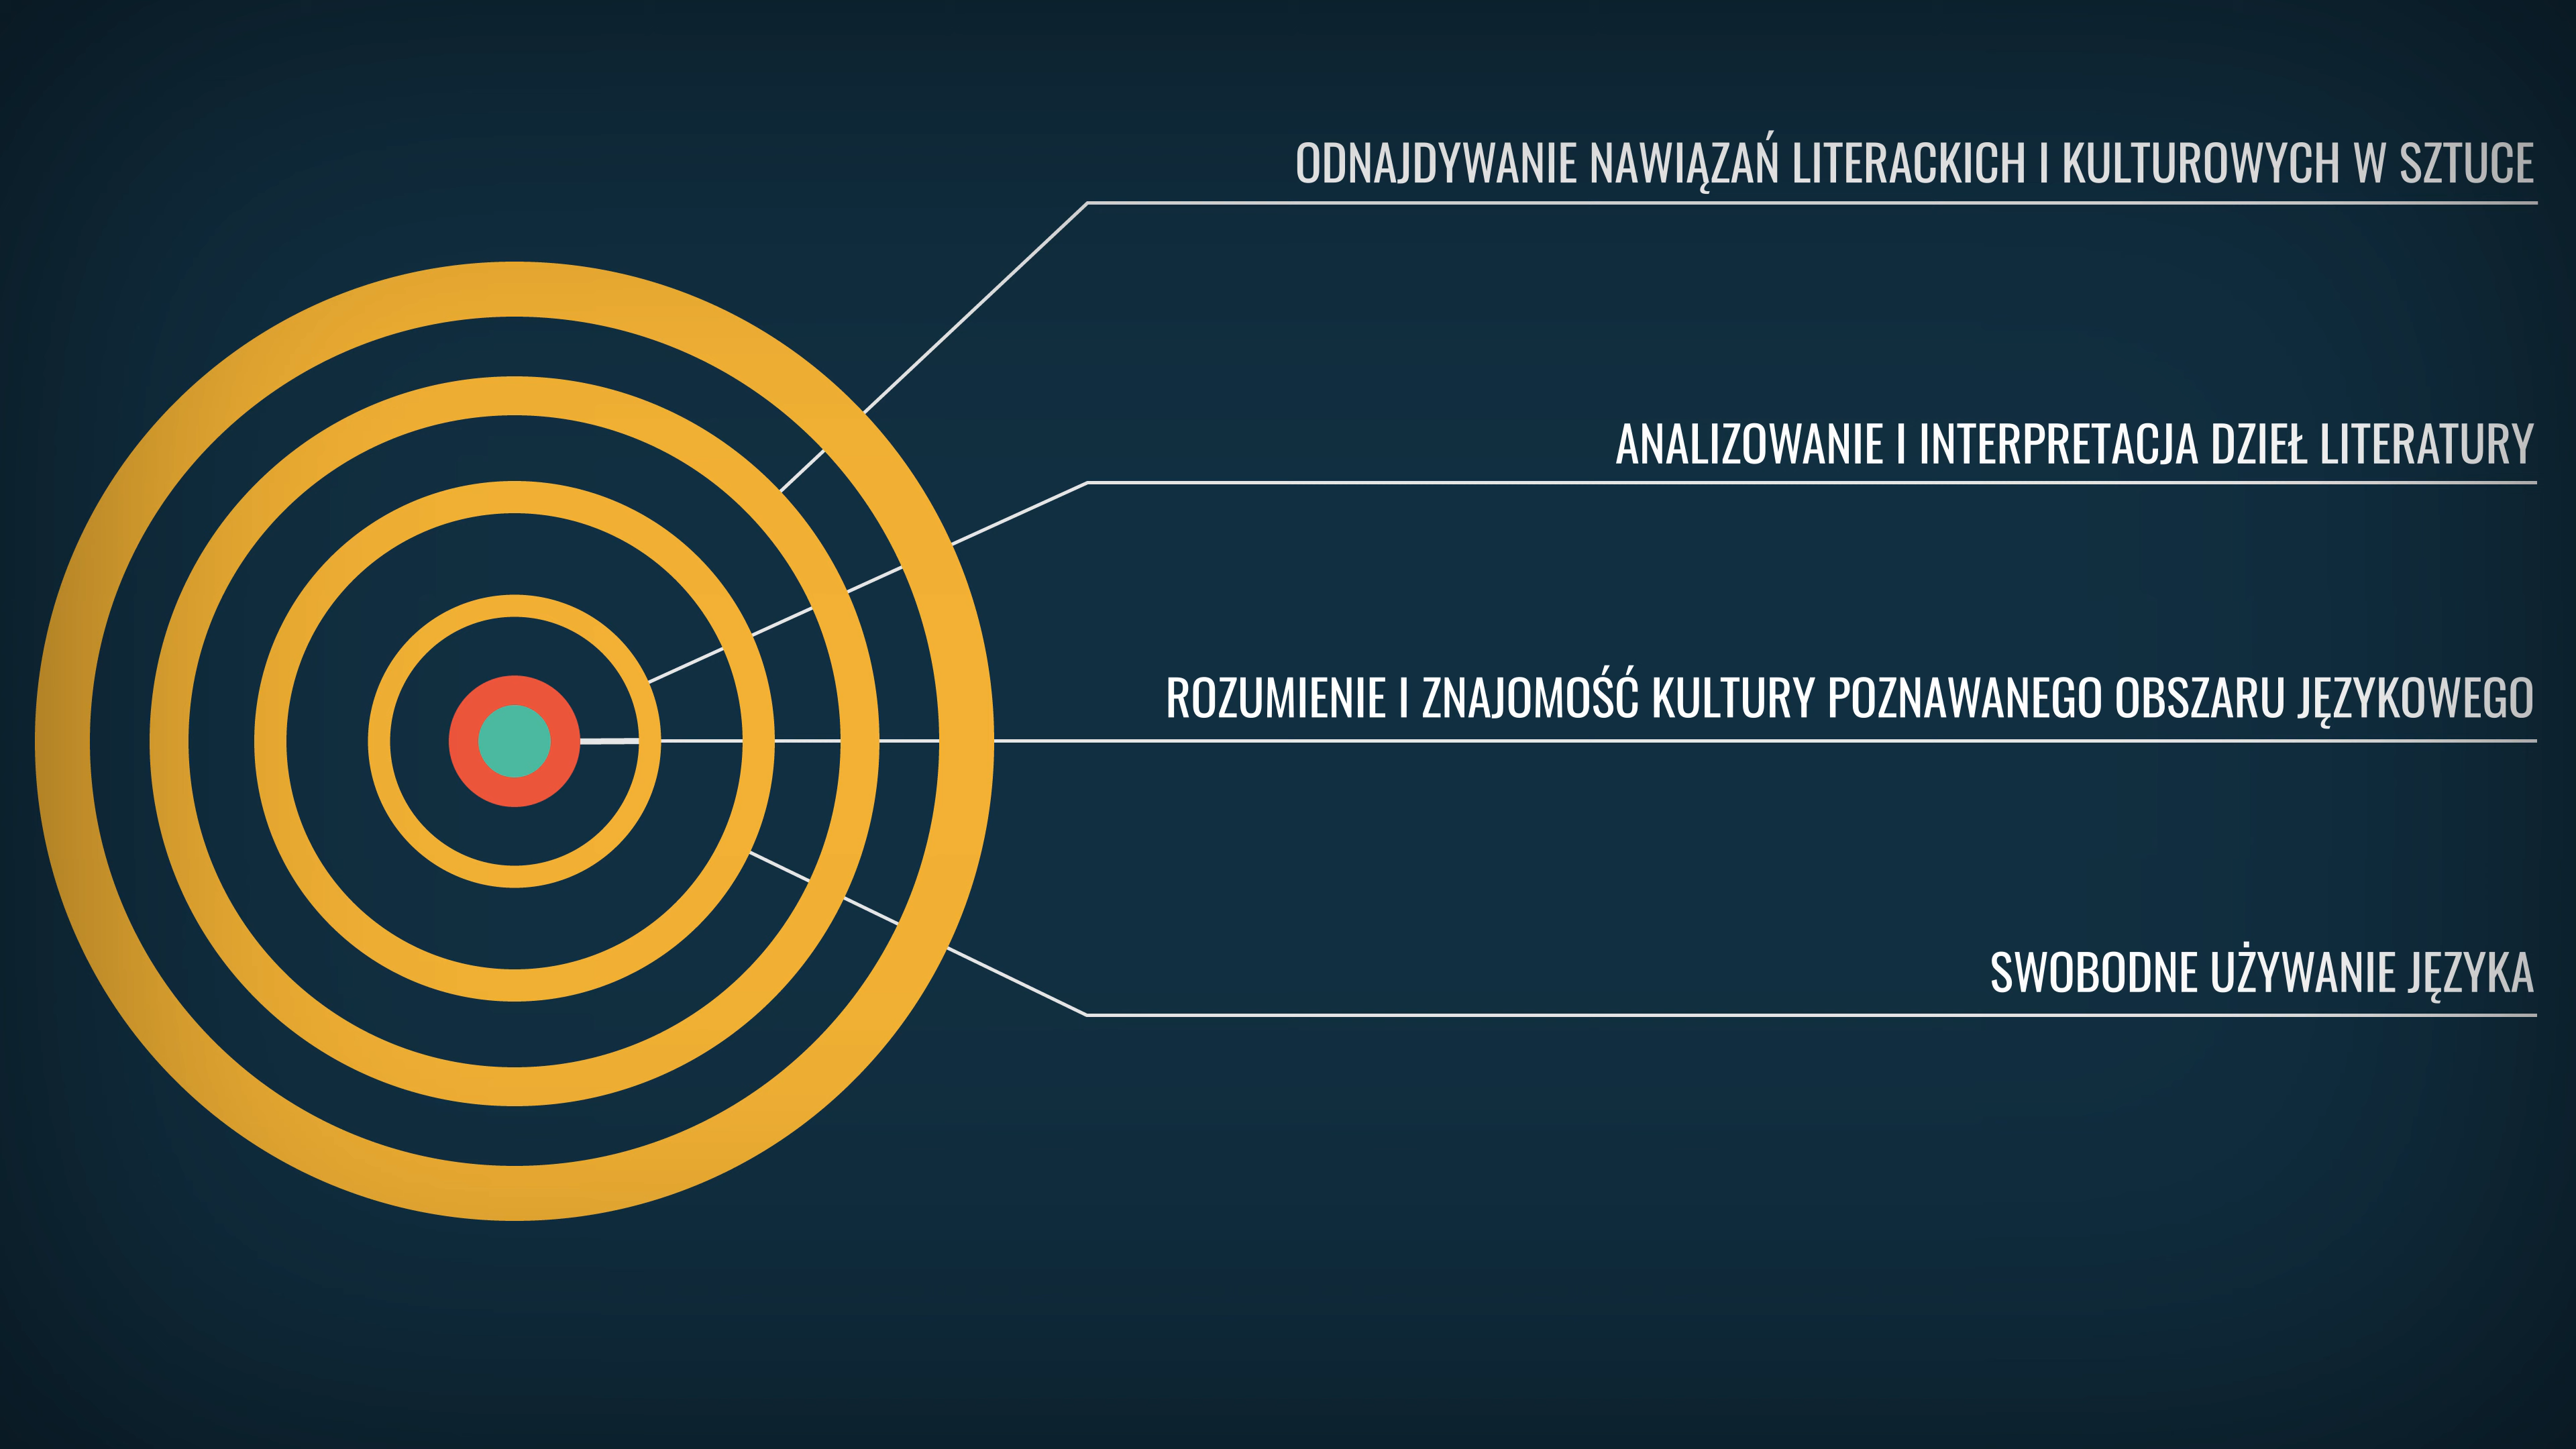 ODNAJDYWANIE NAWIĄZAŃ LITERACKICH I KULTUROWYCH W SZTUCE
ANALIZOWANIE I INTERPRETACJA DZIEŁ LITERATURY
ROZUMIENIE I ZNAJOMOŚĆ KULTURY POZNAWANEGO OBSZARU JĘZYKOWEGO
SWOBODNE UŻYWANIE JĘZYKA